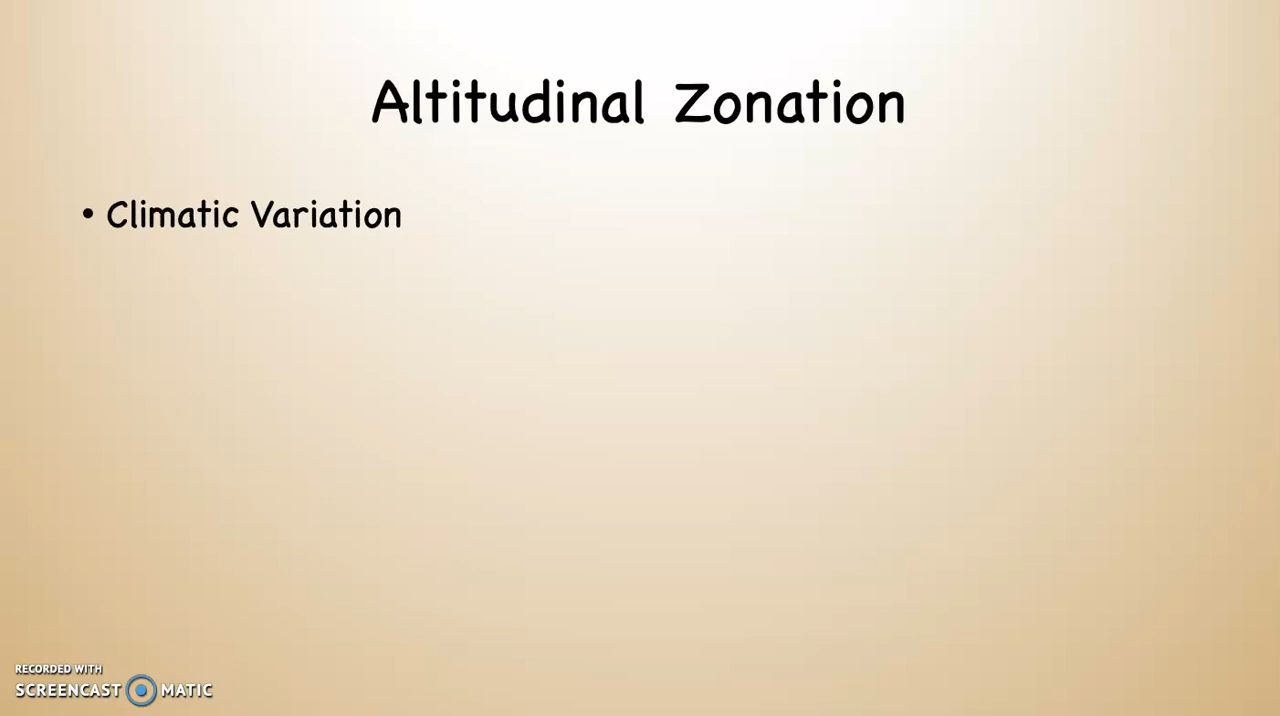 Altitudinal Zonation
• Climatic Variation
RECORDED WITH
SCREENCAST MATIC